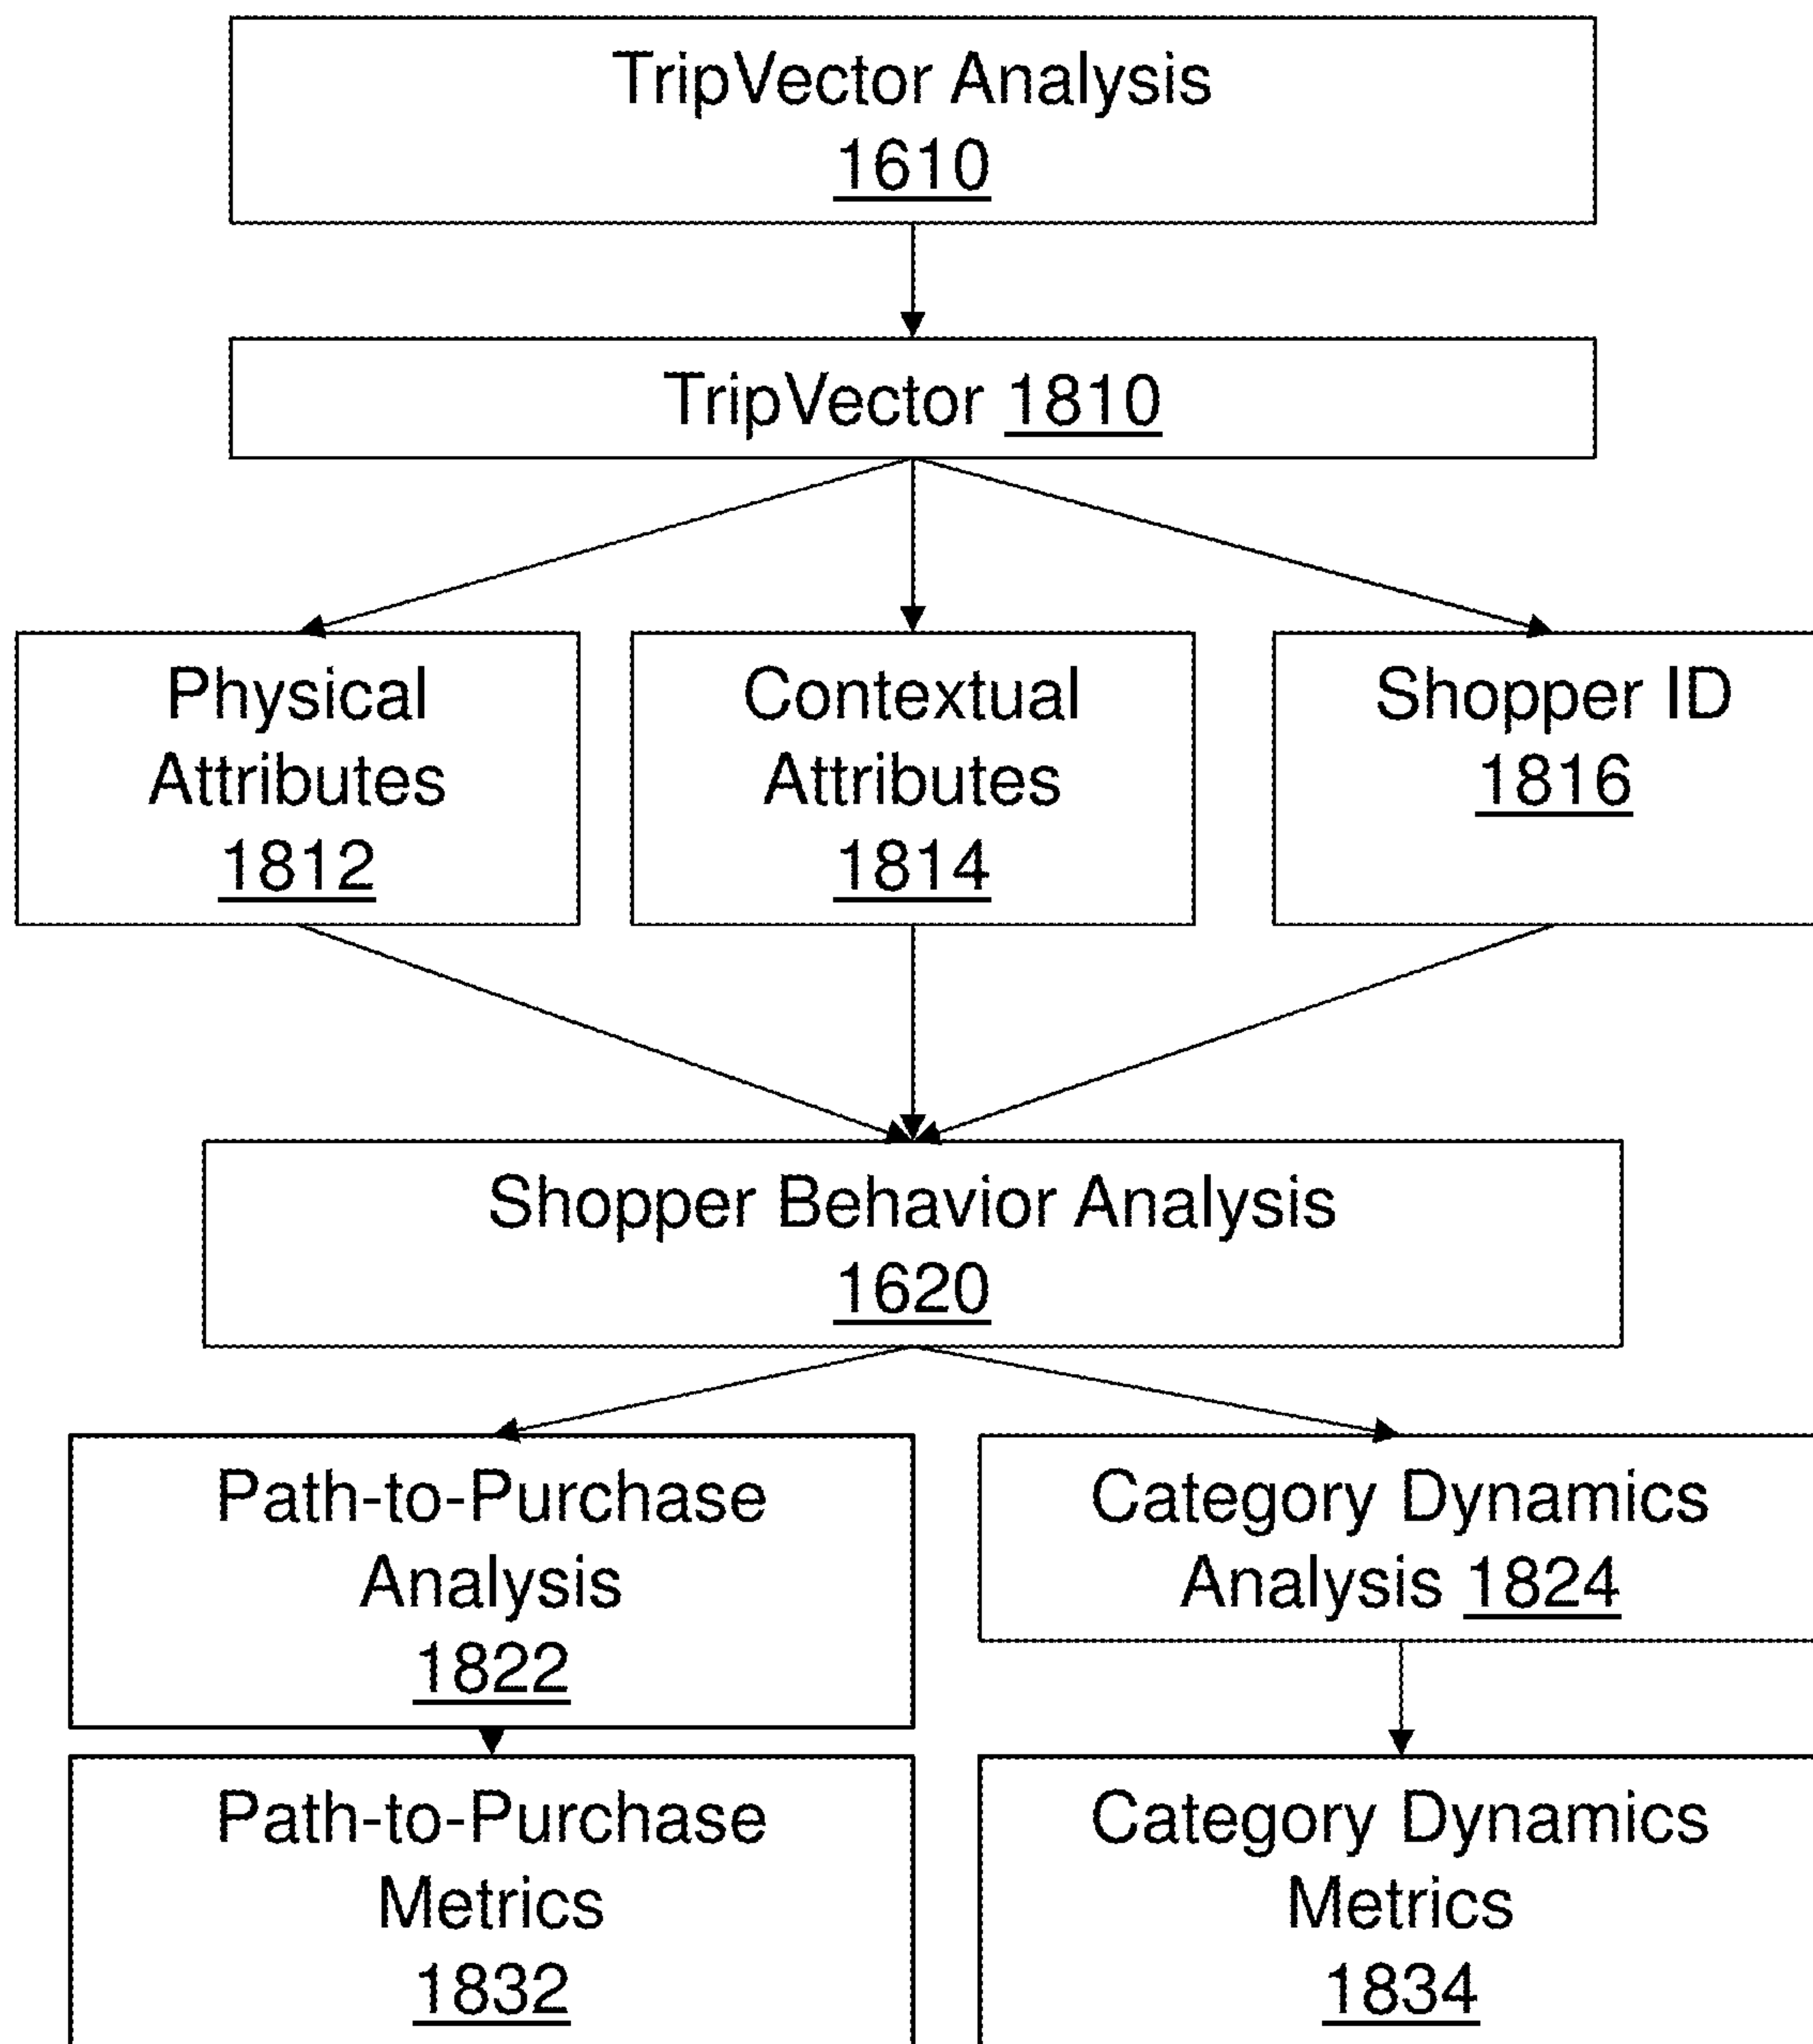 TripVector Analysis
1610
TripVector 1810
Physical
Attributes
1812
Contextual
Attributes
1814
Shopper ID
1816
Shopper Behavior Analysis
1620
Path-to-Purchase
Analysis
1822
Category Dynamics
Analysis 1824
Path-to-Purchase
Metrics
1832
Category Dynamics
Metrics
1834